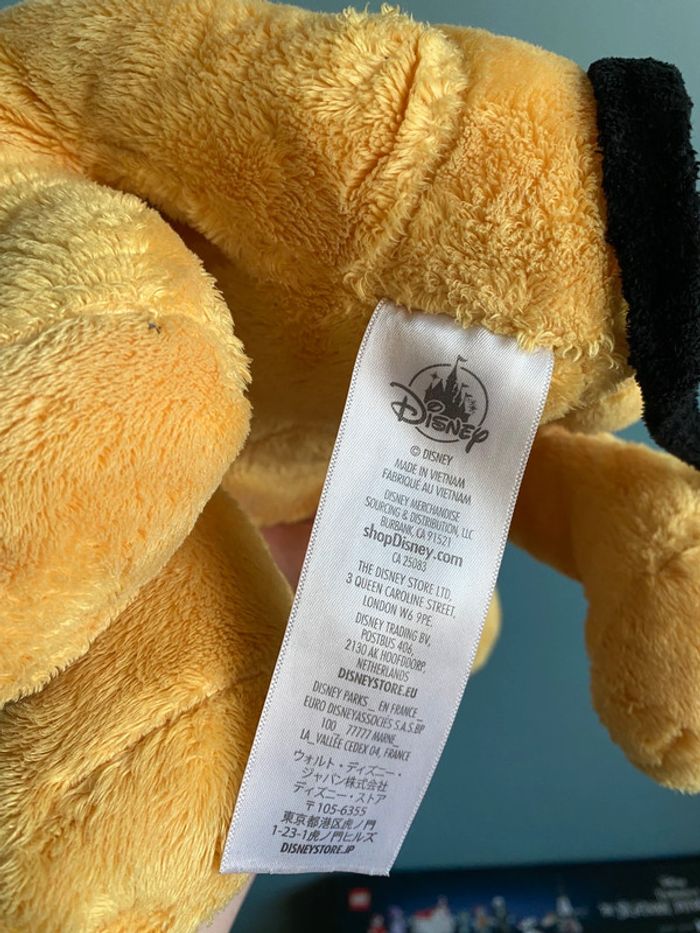 Disney
© DISNEY
MADE IN VIETNAM
FABRIQUÉ AU VIETNAM
DISNEY MERCHANDISE
SOURCING & DISTRIBUTION, LLC
BURBANK, CA 91521
shopDisney.com
CA 25083
THE DISNEY STORE LTD,
3 QUEEN CAROLINE STREET,
LONDON W6 9PE.
DISNEY TRADING BV,
POSTBUS 406,
2130 AK HOOFDDORP,
NETHERLANDS
DISNEYSTORE.EU
DISNEY PARKS_ EN FRANCE_
EURO DISNEYASSOCIES S.A.S.BP
100 77777 MARNE_
LA_VALLÉE CEDEX 04, FRANCE
ウォルト・ディズニー・
ジャパン株式会社
ディズニー・ストア
〒105-6355
東京都港区虎ノ門
1-23-1虎ノ門ヒルズ
DISNEYSTORE.JP